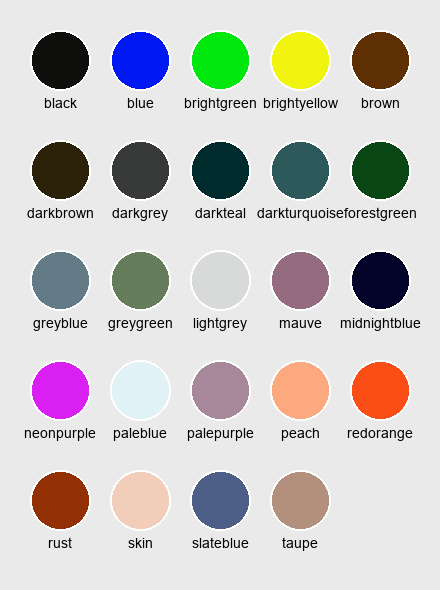 black blue brightgreen brightyellow brown
darkbrown darkgrey darkteal darkturquoise forestgreen
greyblue greygreen lightgrey mauve midnightblue
neonpurple paleblue palepurple peach redorange
rust skin slateblue taupe